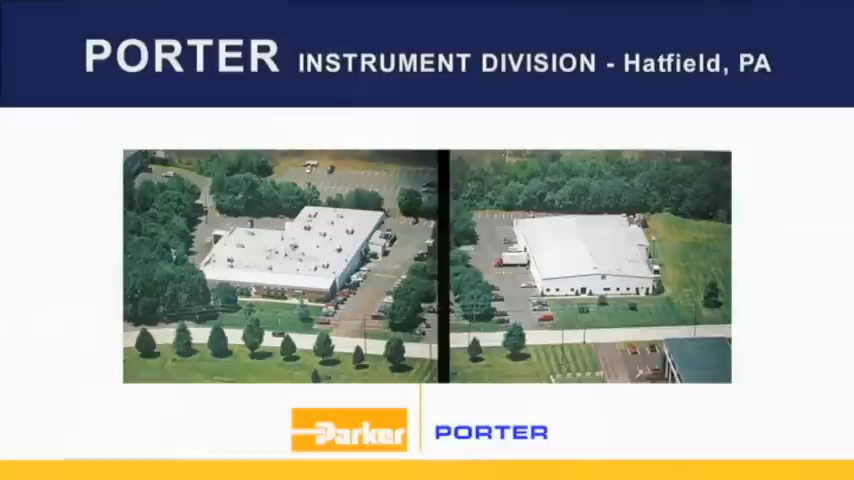 PORTER INSTRUMENT DIVISION - Hatfield, PA
Parker
PORTER